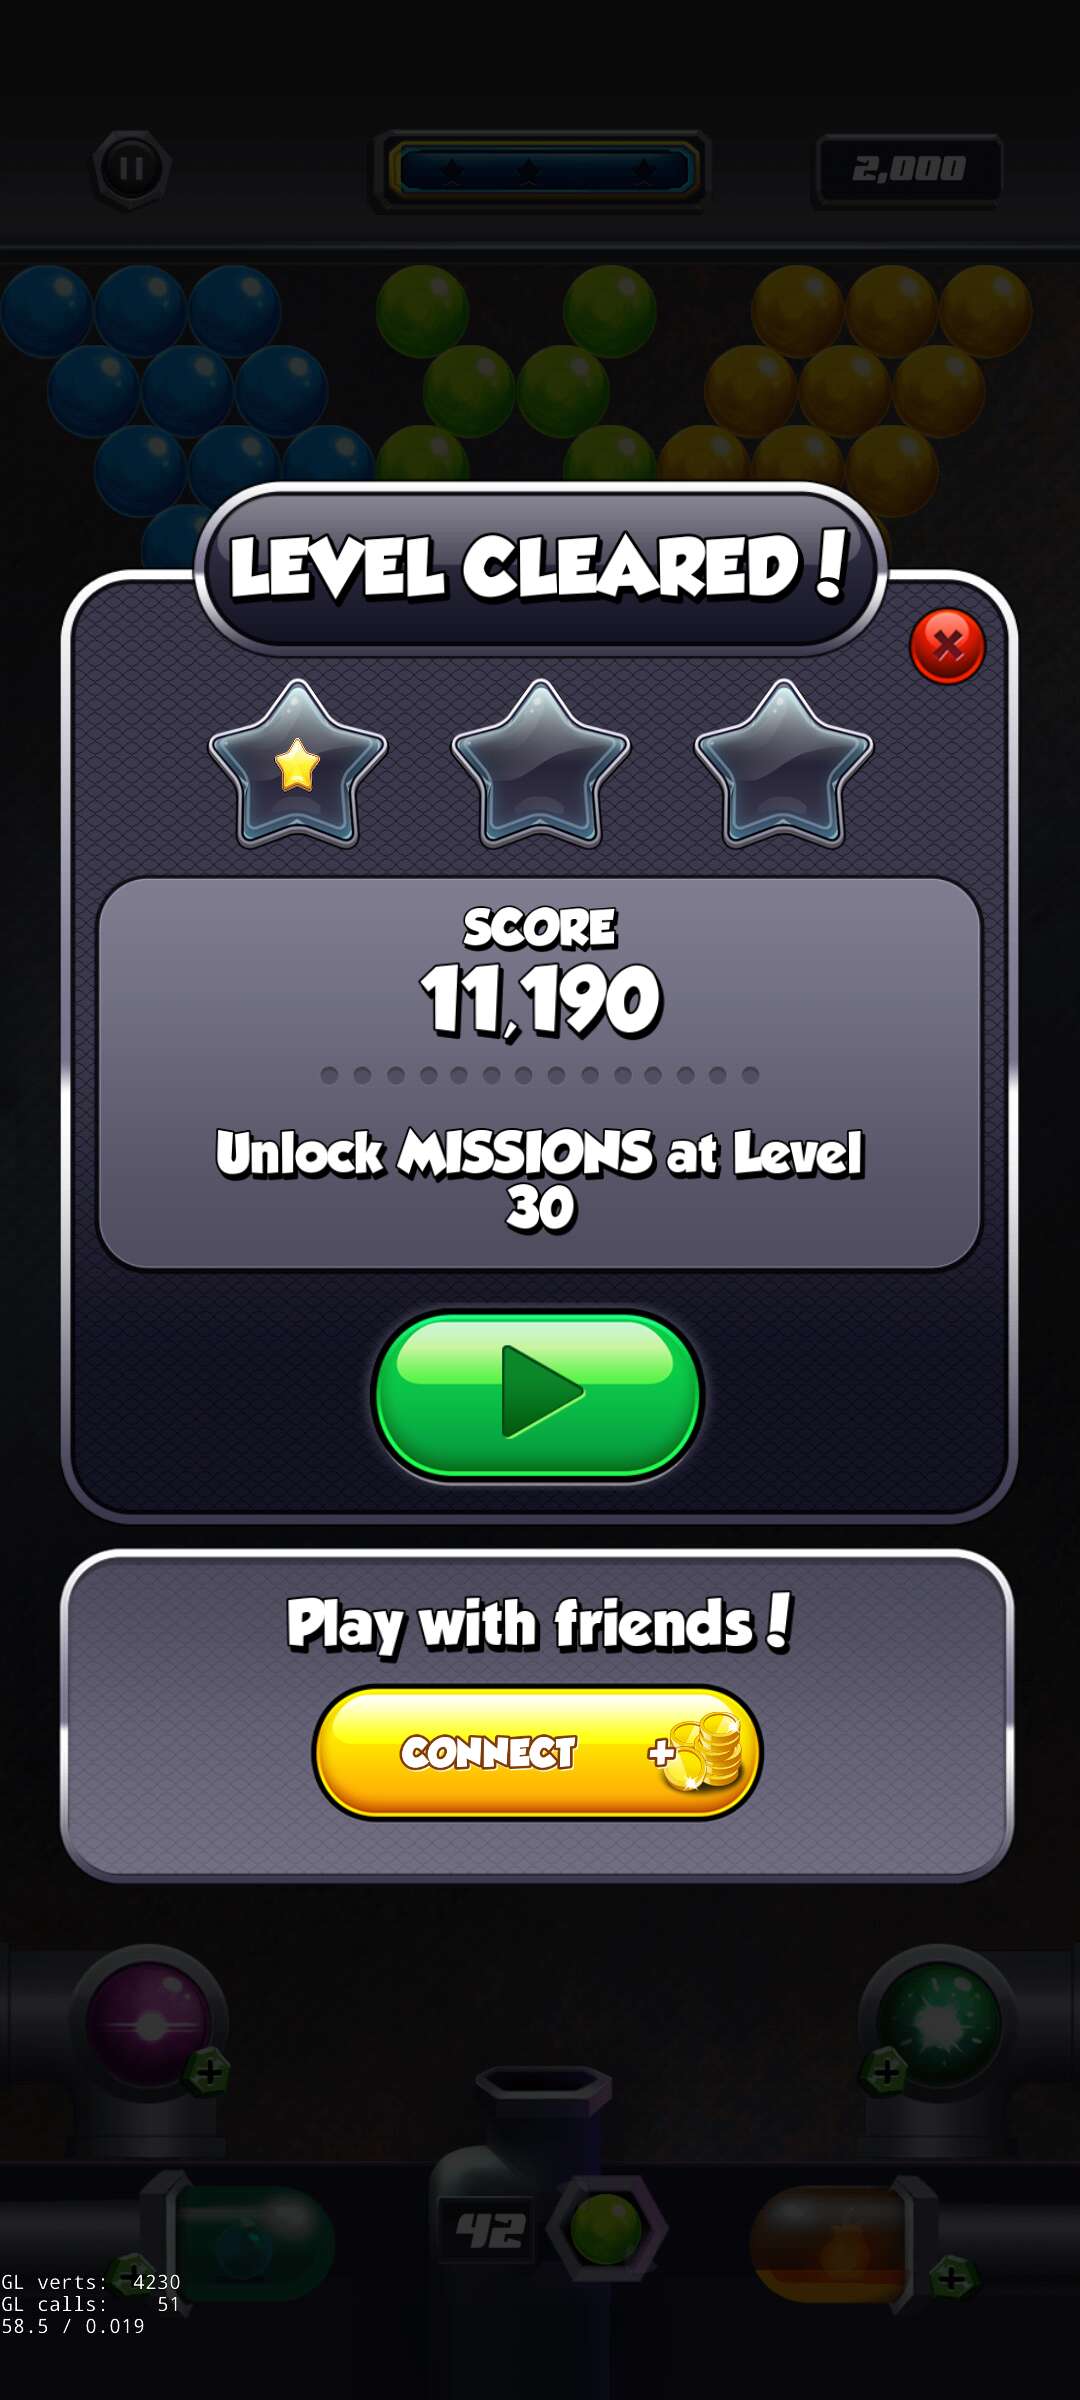 2,000
LEVEL CLEARED!
SCORE
11,190
Unlock MISSIONS at Level
30
Play with friends!
CONNECT +
42
GL verts: 4230
GL calls: 51
58.5 / 0.019